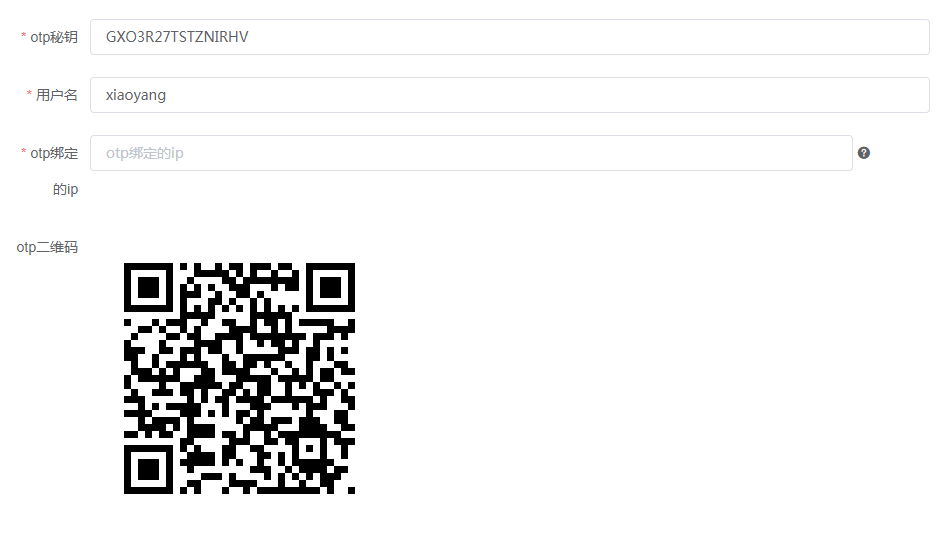 * otp秘钥 GXO3R27TSTZNIRHV
* 用户名 xiaoyang
* otp绑定 otp绑定的ip
的ip
otp二维码